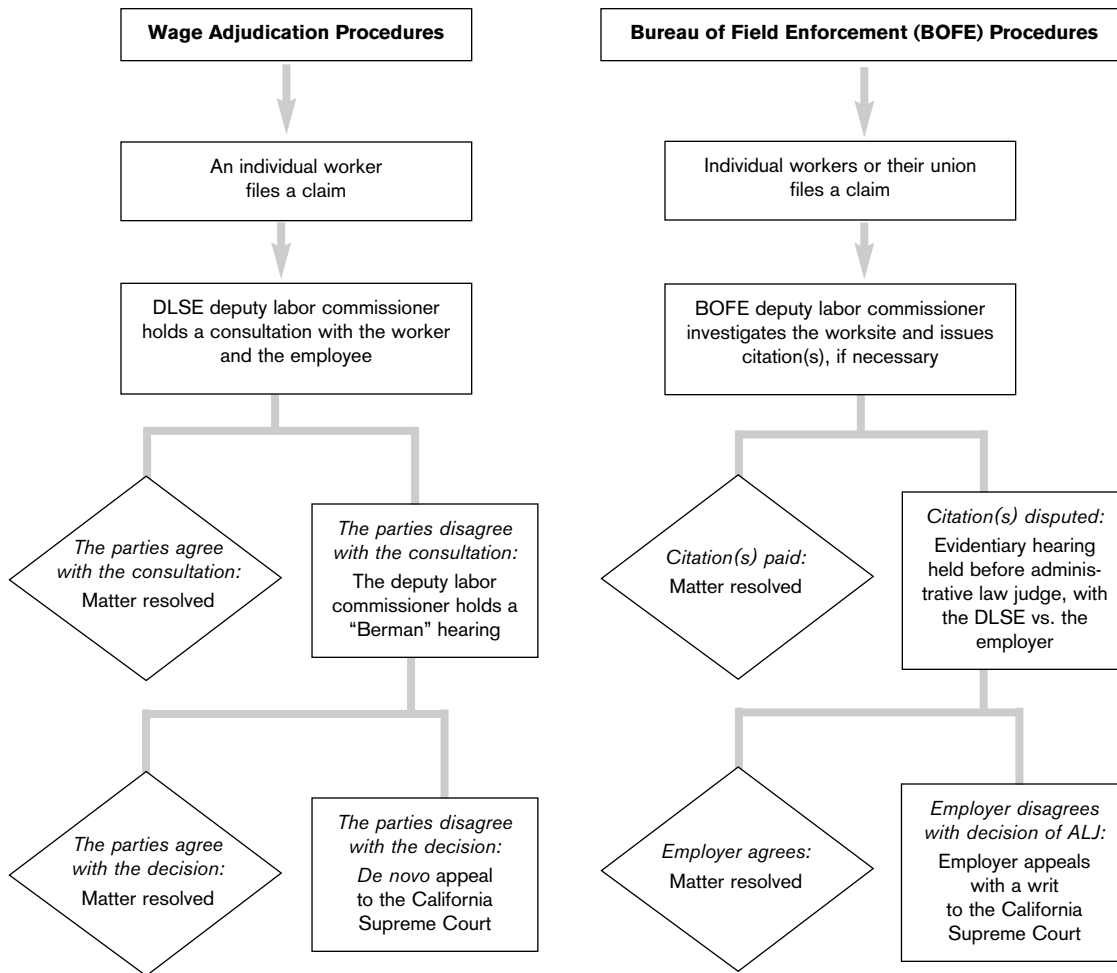 Wage Adjudication Procedures
An individual worker
files a claim
DLSE deputy labor commissioner
holds a consultation with the worker
and the employee
The parties agree
with the consultation:
Matter resolved
The parties disagree
with the consultation:
The deputy labor
commissioner holds a
“Berman” hearing
The parties agree
with the decision:
Matter resolved
The parties disagree
with the decision:
De novo appeal
to the California
Supreme Court
Bureau of Field Enforcement (BOFE) Procedures
Individual workers or their union
files a claim
BOFE deputy labor commissioner
investigates the worksite and issues
citation(s), if necessary
Citation(s) paid:
Matter resolved
Citation(s) disputed:
Evidentiary hearing
held before adminis-
trative law judge, with
the DLSE vs. the
employer
Employer agrees:
Matter resolved
Employer disagrees
with decision of ALJ:
Employer appeals
with a writ
to the California
Supreme Court